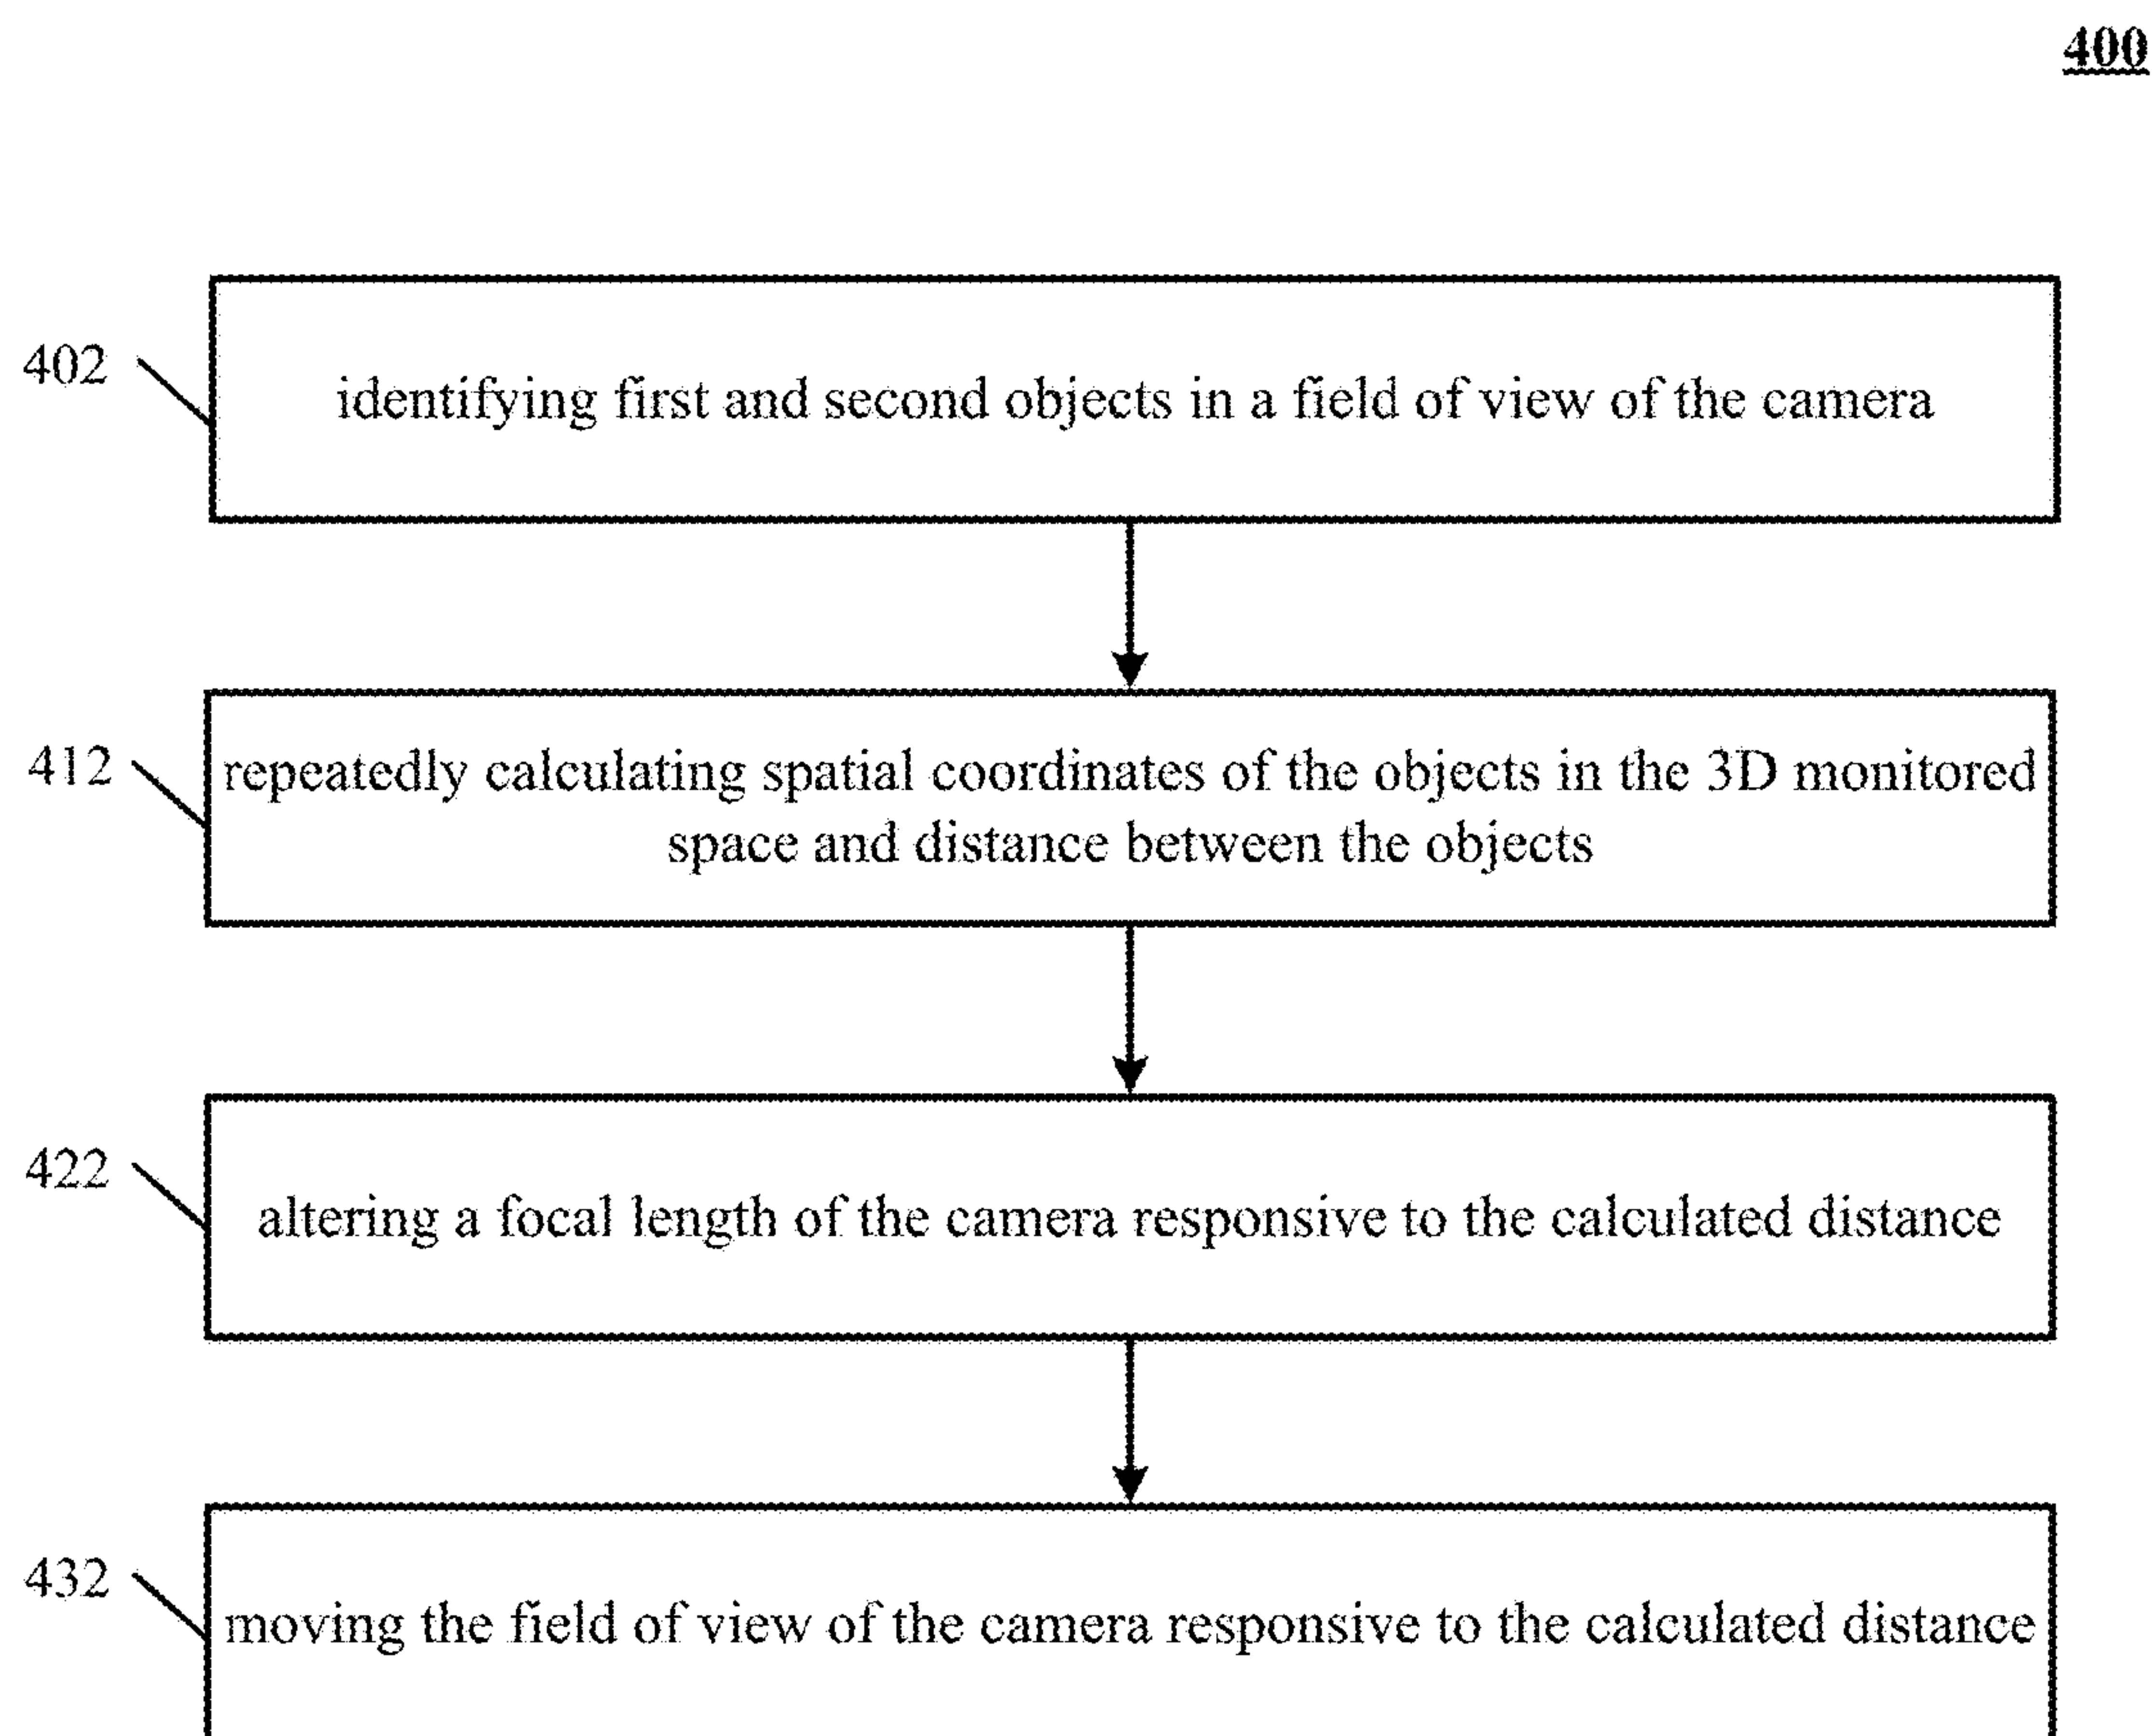 400
402
identifying first and second objects in a field of view of the camera
412
repeatedly calculating spatial coordinates of the objects in the 3D monitored
space and distance between the objects
422
altering a focal length of the camera responsive to the calculated distance
432
moving the field of view of the camera responsive to the calculated distance